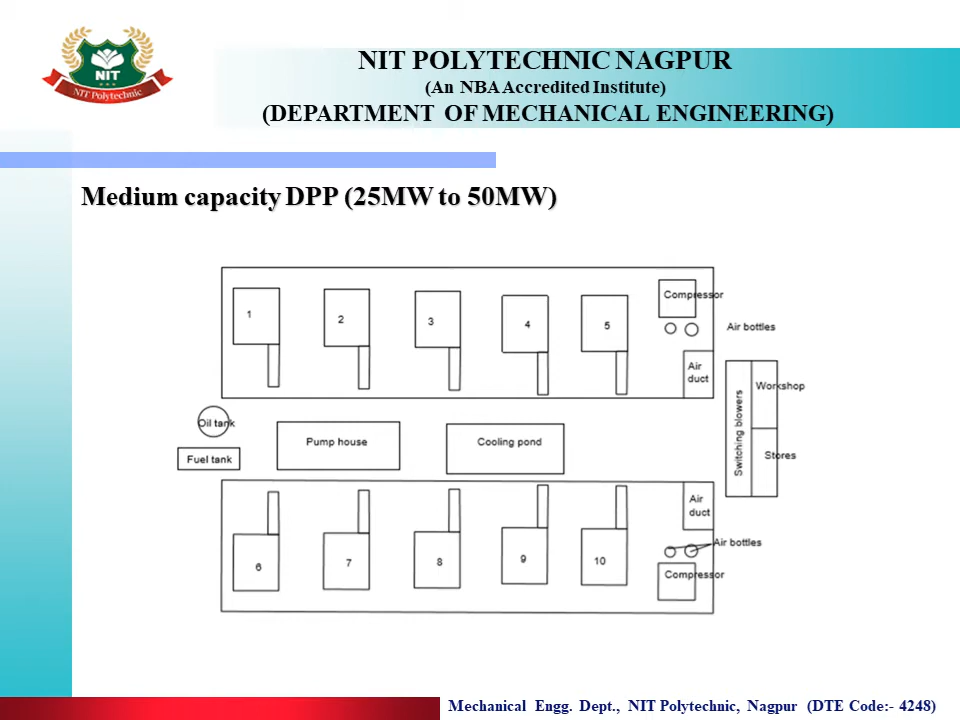 NIT
NIT Polytechnic
NIT POLYTECHNIC NAGPUR
(An NBA Accredited Institute)
(DEPARTMENT OF MECHANICAL ENGINEERING)
Medium capacity DPP (25MW to 50MW)
1
2
3
4
5
Compressor
Air bottles
Air
duct
Oil tank
Fuel tank
Pump house
Cooling pond
Switching blowers
Workshop
Stores
6
7
8
9
10
Air
duct
Air bottles
Compressor
Mechanical Engg. Dept., NIT Polytechnic, Nagpur (DTE Code:- 4248)